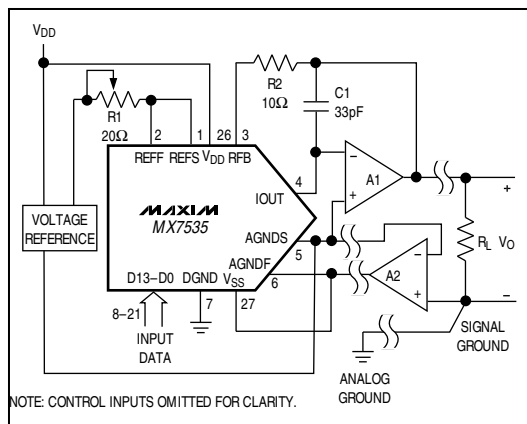 VDD
R2
10Ω
C1
33pF
R1
20Ω
2
1
26
3
REFF
REFS
VDD
RFB
4
IOUT
A1
+
−
+
−
MAXIM
MX7535
VOLTAGE
REFERENCE
AGNDS
5
AGNDF
6
−
+
A2
RL
VO
−
D13–D0
DGND
VSS
8–21
7
27
INPUT
DATA
SIGNAL
GROUND
ANALOG
GROUND
NOTE: CONTROL INPUTS OMITTED FOR CLARITY.